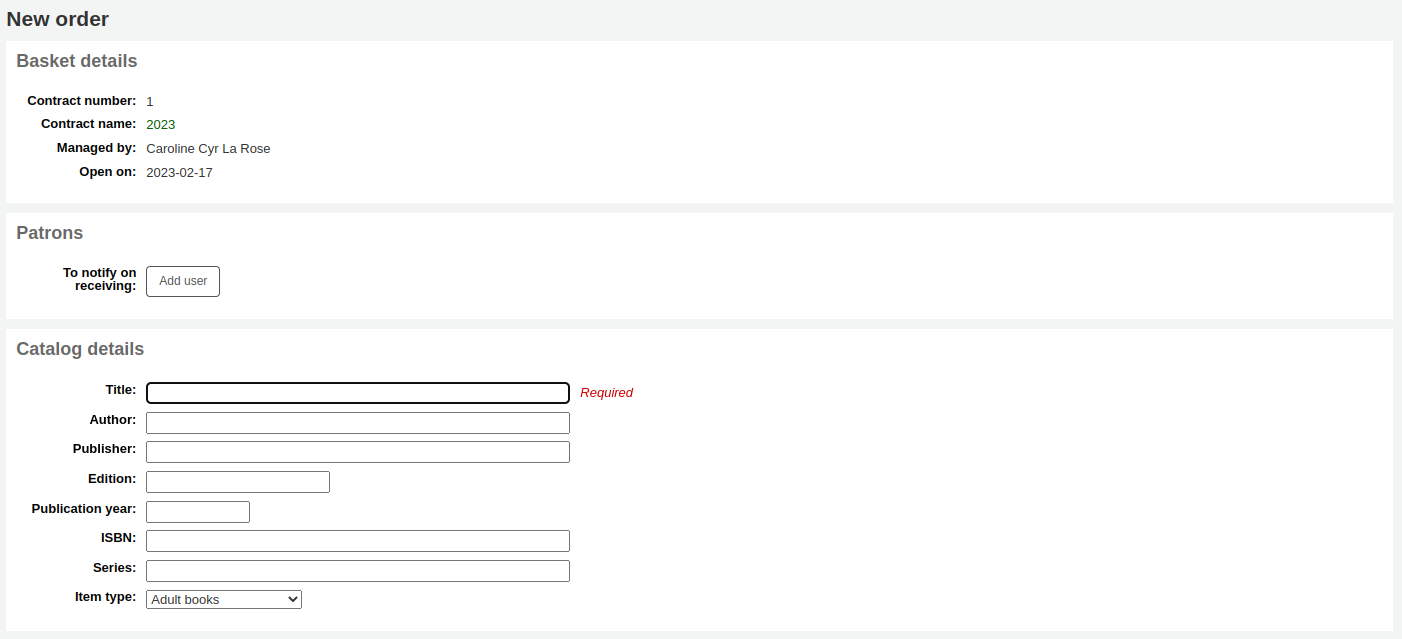 New order
Basket details
Contract number: 1
Contract name: 2023
Managed by: Caroline Cyr La Rose
Open on: 2023-02-17
Patrons
To notify on
receiving:
Add user
Catalog details
Title: Required
Author:
Publisher:
Edition:
Publication year:
ISBN:
Series:
Item type: Adult books